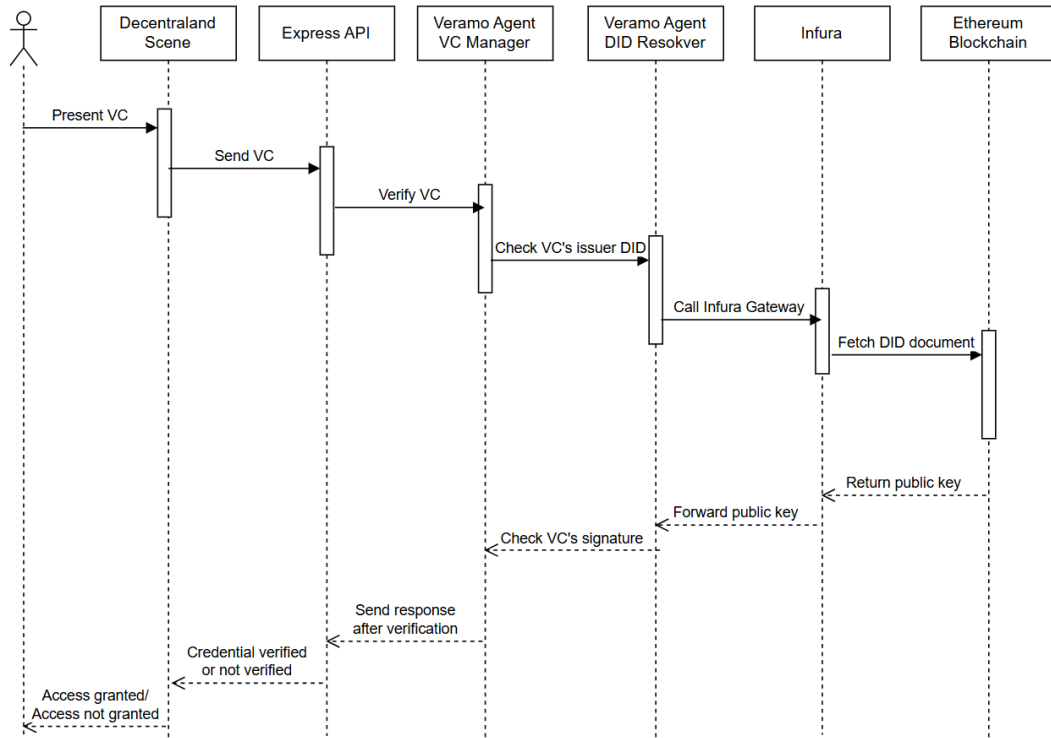 Decentraland
Scene
Express API
Veramo Agent
VC Manager
Veramo Agent
DID Resokver
Infura
Ethereum
Blockchain
Present VC
Send VC
Verify VC
Check VC's issuer DID
Call Infura Gateway
Fetch DID document
Return public key
Forward public key
Check VC's signature
Send response
after verification
Credential verified
or not verified
Access granted/
Access not granted